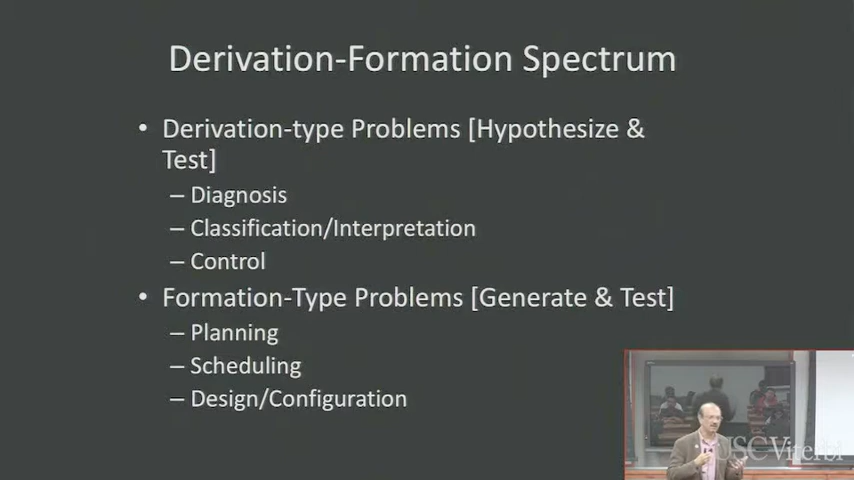 Derivation-Formation Spectrum
• Derivation-type Problems [Hypothesize &
Test]
– Diagnosis
– Classification/Interpretation
– Control
• Formation-Type Problems [Generate & Test]
– Planning
– Scheduling
– Design/Configuration
USC Viterbi